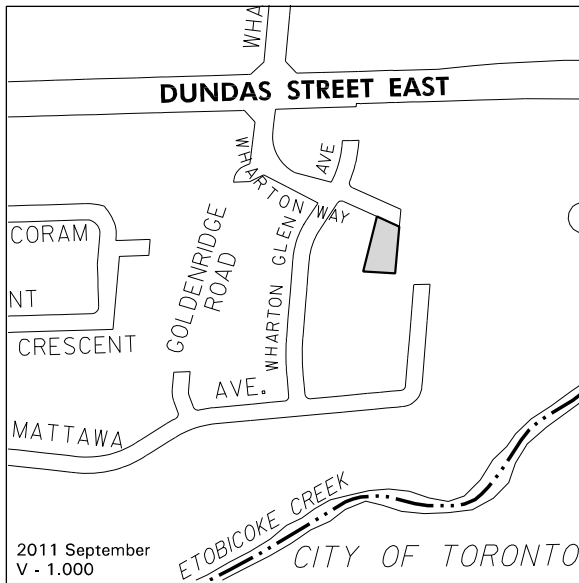 WHA
DUNDAS STREET EAST
WHARTON WAY
AVE
CORAM
GOLDENRIDGE
ROAD
WHARTON GLEN
NT
CRESCENT
AVE.
MATTAWA
ETOBICOKE CREEK
2011 September
V - 1.000
CITY OF TORONTO